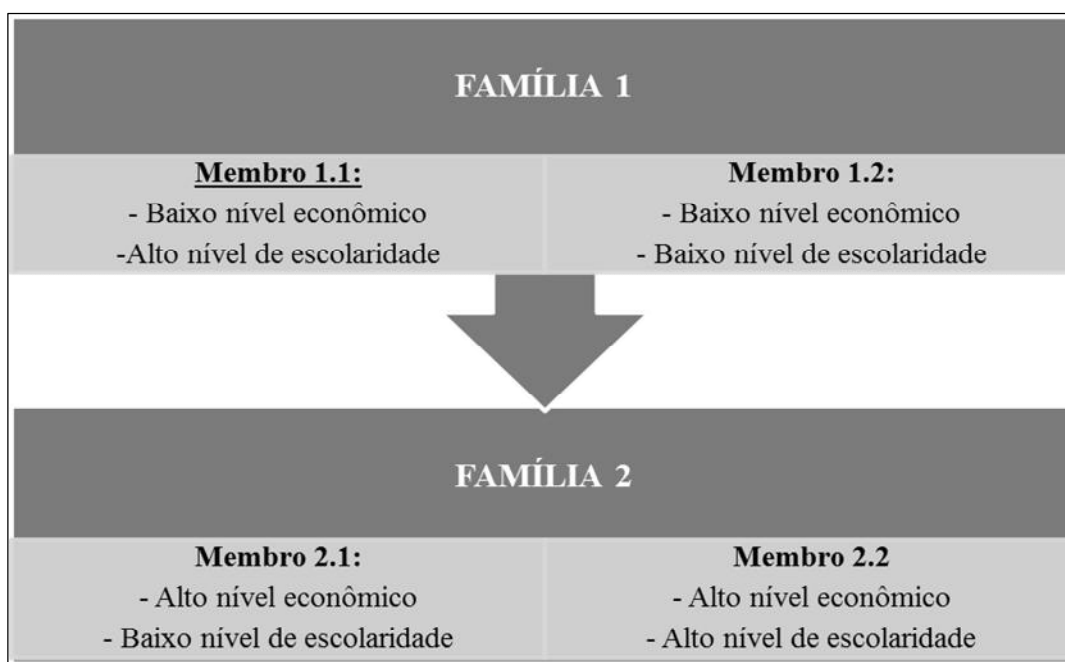 FAMÍLIA 1
Membro 1.1:
- Baixo nível econômico
-Alto nível de escolaridade
Membro 1.2:
- Baixo nível econômico
- Baixo nível de escolaridade
FAMÍLIA 2
Membro 2.1:
- Alto nível econômico
- Baixo nível de escolaridade
Membro 2.2
- Alto nível econômico
- Alto nível de escolaridade